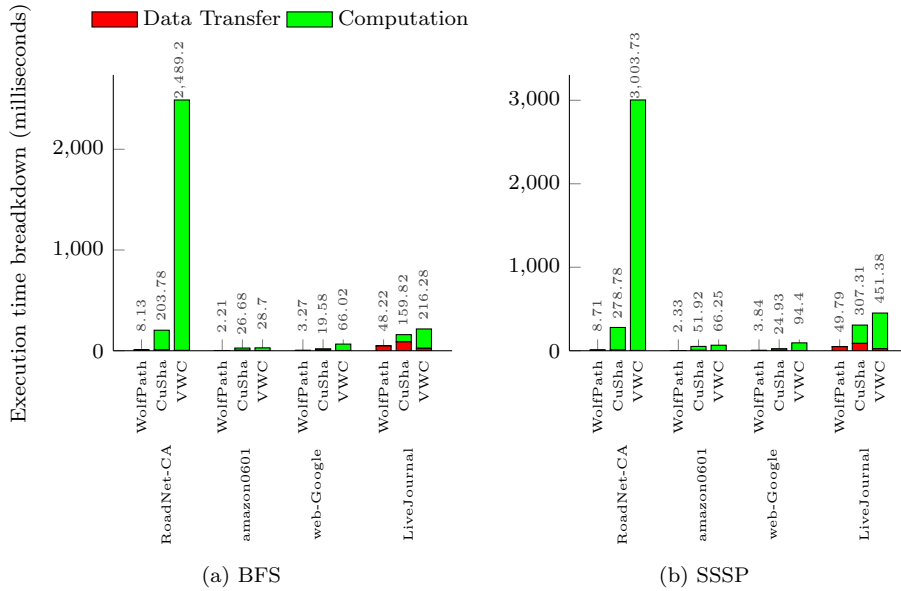 Data Transfer Computation
Execution time breadkdown (milliseconds)
2,000
1,000
0
8.13
203.78
2,489.2
2.21
26.68
28.7
3.27
19.58
66.02
48.22
159.82
216.28
WolfPath
CuSha
VWC
WolfPath
CuSha
VWC
WolfPath
CuSha
VWC
WolfPath
CuSha
VWC
RoadNet-CA
amazon0601
web-Google
LiveJournal
(a) BFS
3,000
2,000
1,000
0
8.71
278.78
3,003.73
2.33
51.92
66.25
3.84
24.93
94.4
49.79
307.31
451.38
WolfPath
CuSha
VWC
WolfPath
CuSha
VWC
WolfPath
CuSha
VWC
WolfPath
CuSha
VWC
RoadNet-CA
amazon0601
web-Google
LiveJournal
(b) SSSP